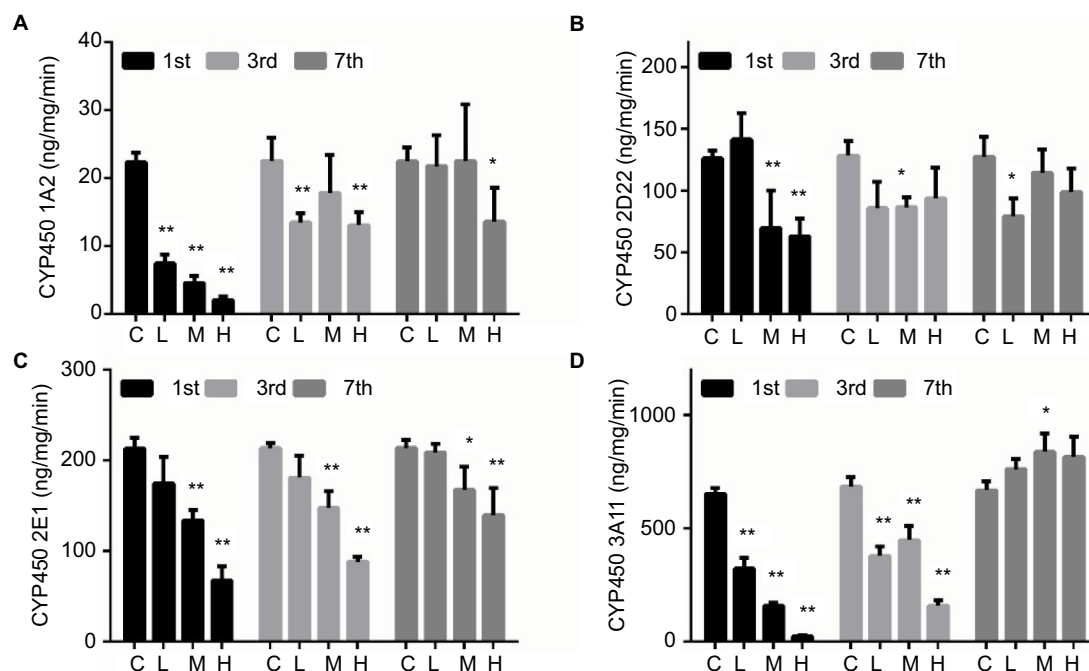 A
CYP450 1A2 (ng/mg/min)
40
30
20
10
0
1st 3rd 7th
** ** ** ** ** *
C L M H C L M H C L M H
B
CYP450 2D22 (ng/mg/min)
200
150
100
50
0
1st 3rd 7th
** ** * *
C L M H C L M H C L M H
C
CYP450 2E1 (ng/mg/min)
300
200
100
0
1st 3rd 7th
** ** ** ** * **
C L M H C L M H C L M H
D
CYP450 3A11 (ng/mg/min)
1000
500
0
1st 3rd 7th
** ** ** ** ** ** *
C L M H C L M H C L M H